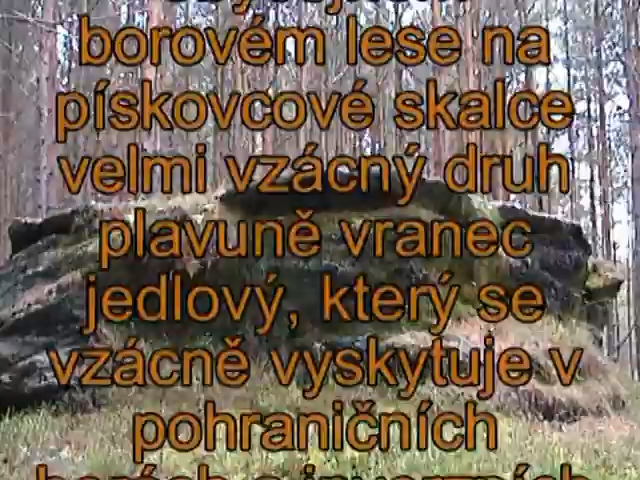 borovém lese na
pískovcové skalce
velmi vzácný druh
plavuně vranec
jedlový, který se
vzácně vyskytuje v
pohraničních